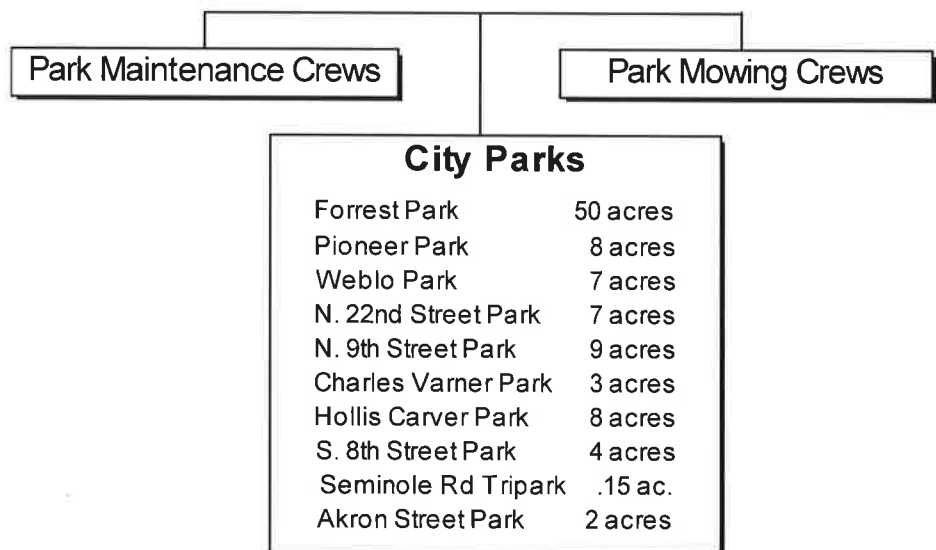 Park Maintenance Crews
Park Mowing Crews
City Parks
Forrest Park 50 acres
Pioneer Park 8 acres
Weblo Park 7 acres
N. 22nd Street Park 7 acres
N. 9th Street Park 9 acres
Charles Varner Park 3 acres
Hollis Carver Park 8 acres
S. 8th Street Park 4 acres
Seminole Rd Tripark .15 ac.
Akron Street Park 2 acres